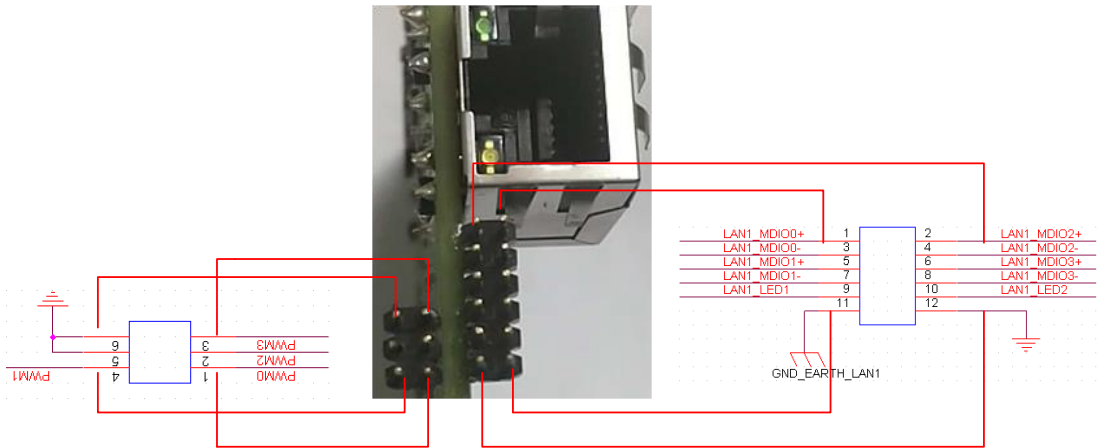 LAN1_MDIO0+ 1 2 LAN1_MDIO2+
LAN1_MDIO0- 3 4 LAN1_MDIO2-
LAN1_MDIO1+ 5 6 LAN1_MDIO3+
LAN1_MDIO1- 7 8 LAN1_MDIO3-
LAN1_LED1 9 10 LAN1_LED2
11 12
GND_EARTH_LAN1
6 3 PWM3
5 2 PWM2
PWM1 4 1 PWM0